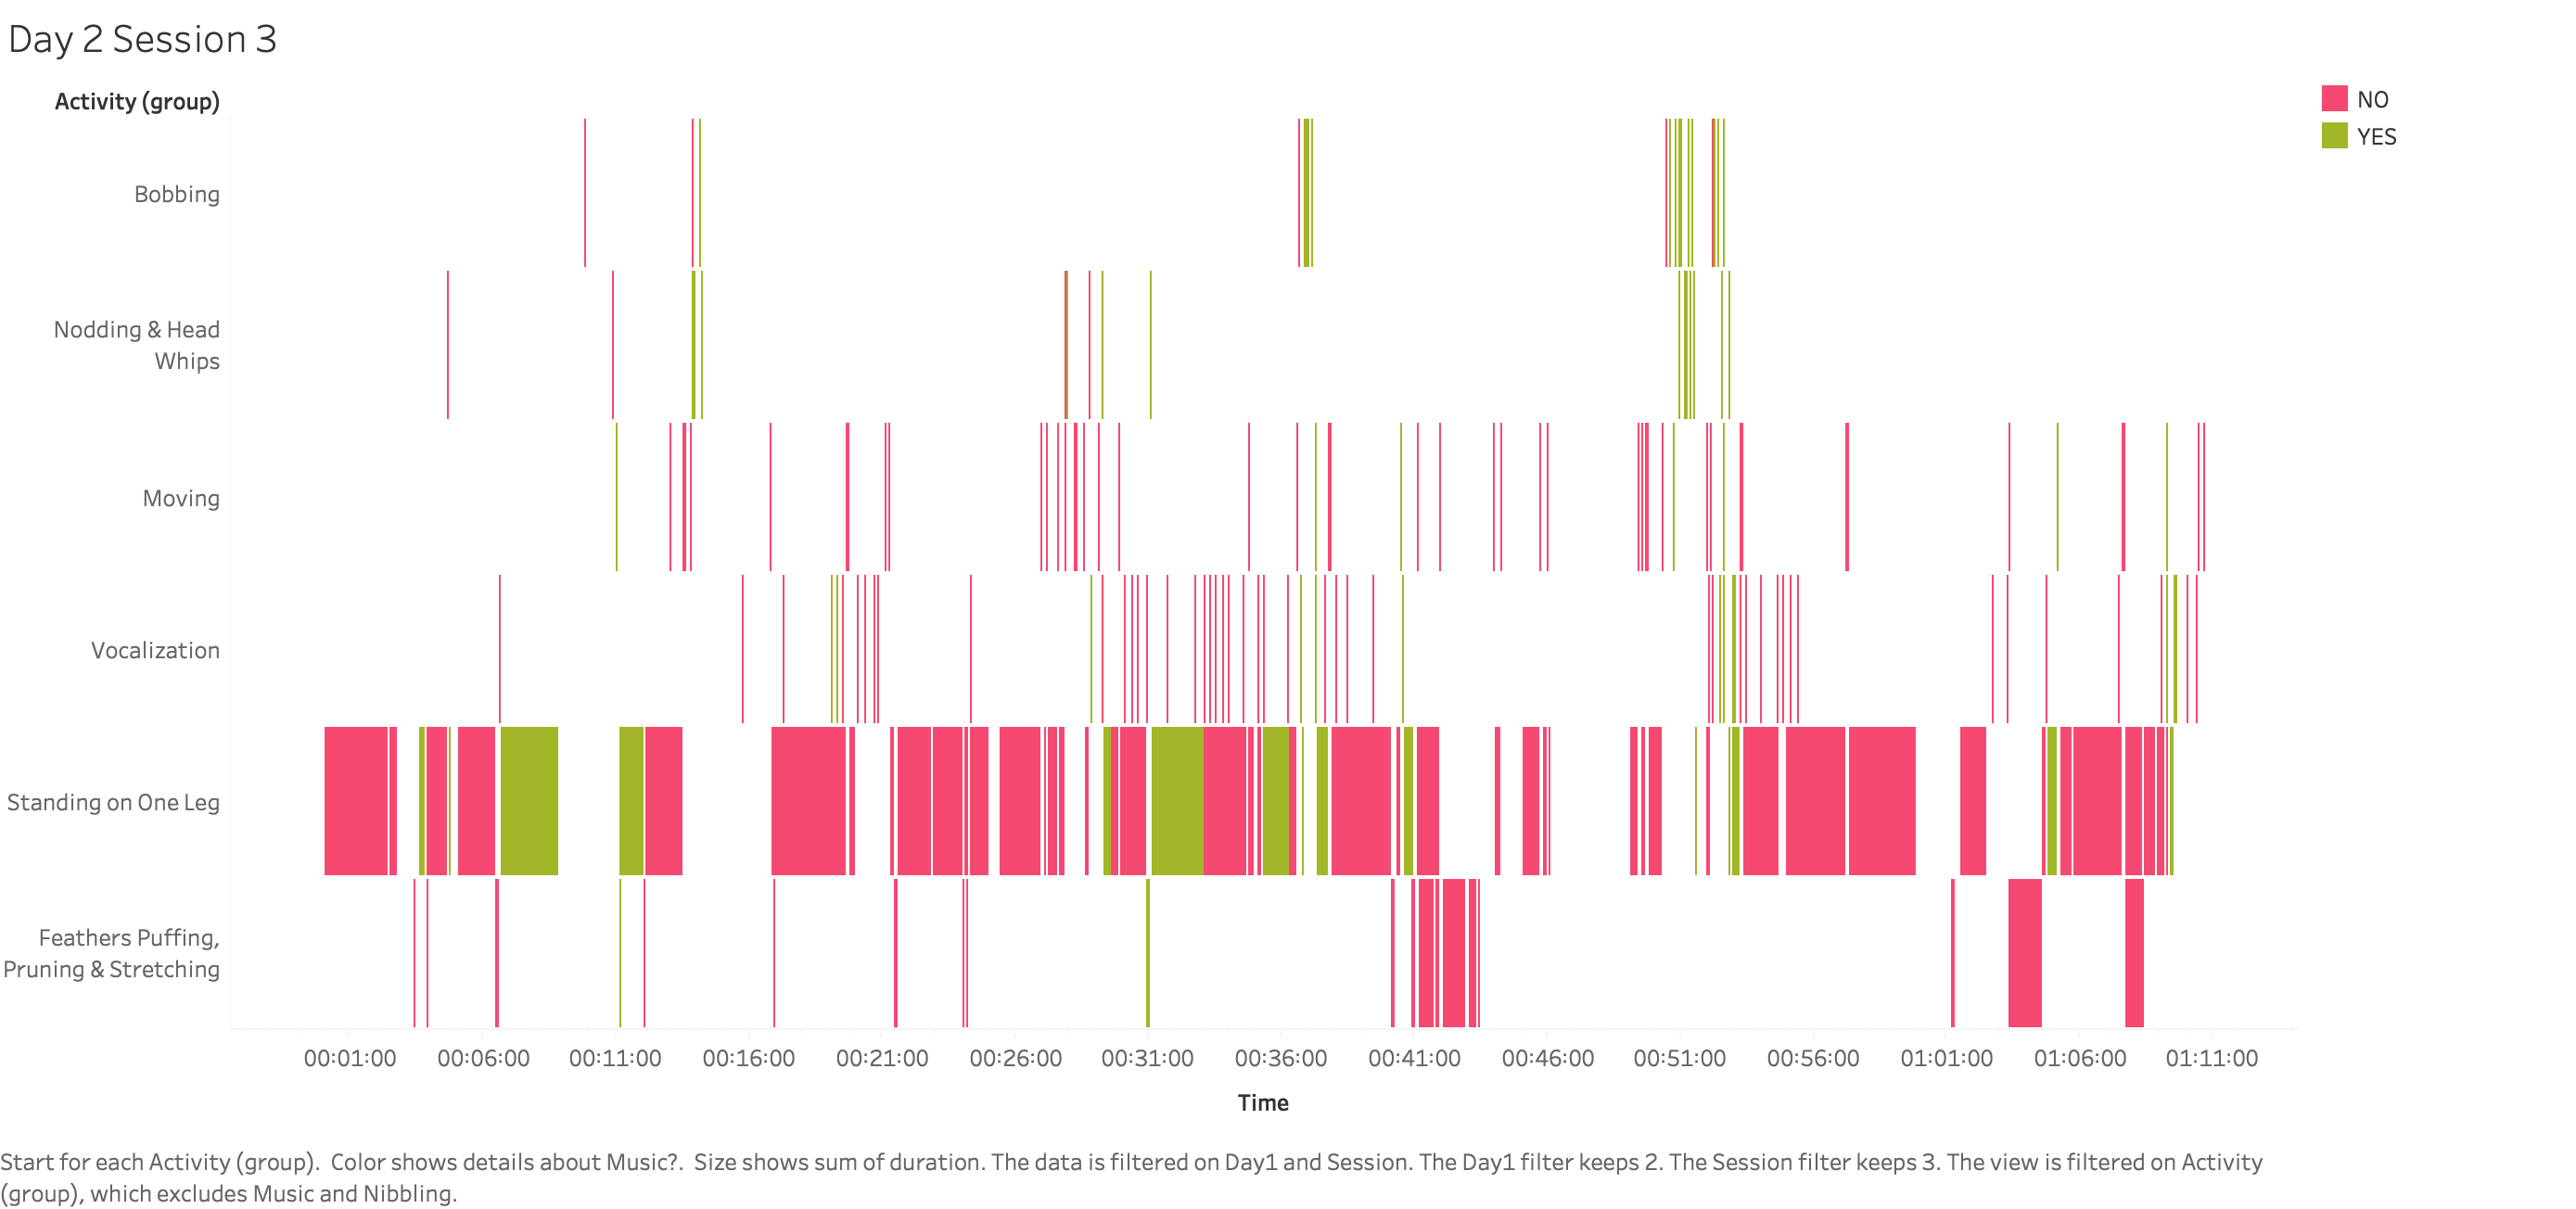 Day 2 Session 3
Activity (group)
NO
YES
Bobbing
Nodding & Head
Whips
Moving
Vocalization
Standing on One Leg
Feathers Puffing,
Pruning & Stretching
00:01:00 00:06:00 00:11:00 00:16:00 00:21:00 00:26:00 00:31:00 00:36:00 00:41:00 00:46:00 00:51:00 00:56:00 01:01:00 01:06:00 01:11:00
Time
Start for each Activity (group). Color shows details about Music?. Size shows sum of duration. The data is filtered on Day1 and Session. The Day1 filter keeps 2. The Session filter keeps 3. The view is filtered on Activity
(group), which excludes Music and Nibbling.